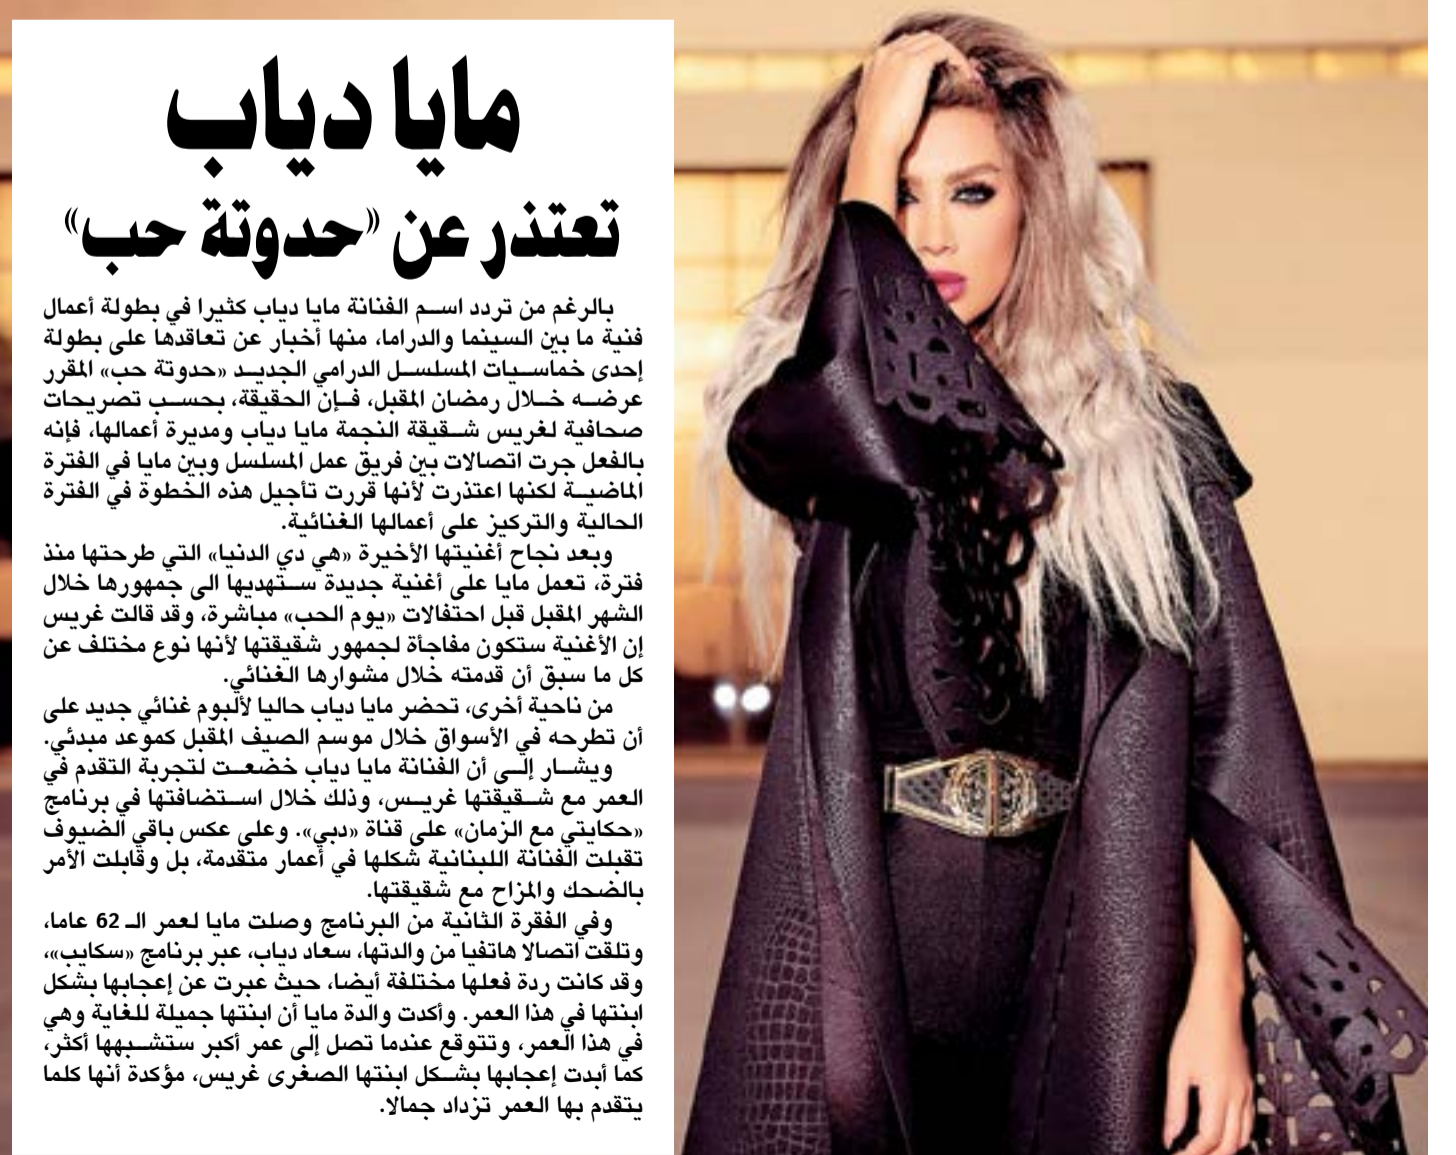 مايا دياب
تعتذر عن «حدوتة حب»
بالرغم من تردد اسم الفنانة مايا دياب كثيرا في بطولة أعمال
فنية ما بين السينما والدراما، منها أخبار عن تعاقدها على بطولة
إحدى خماسيات المسلسل الدرامي الجديد «حدوتة حب» المقرر
عرضه خلال رمضان المقبل، فإن الحقيقة، بحسب تصريحات
صحافية لغريس شقيقة النجمة مايا دياب ومديرة أعمالها، فإنه
بالفعل جرت اتصالات بين فريق عمل المسلسل وبين مايا في الفترة
الماضية لكنها اعتذرت لأنها قررت تأجيل هذه الخطوة في الفترة
الحالية والتركيز على أعمالها الغنائية.
وبعد نجاح أغنيتها الأخيرة «هي دي الدنيا» التي طرحتها منذ
فترة، تعمل مايا على أغنية جديدة ستهديها الى جمهورها خلال
الشهر المقبل قبل احتفالات «يوم الحب» مباشرة، وقد قالت غريس
إن الأغنية ستكون مفاجأة لجمهور شقيقتها لأنها نوع مختلف عن
كل ما سبق أن قدمته خلال مشوارها الغنائي.
من ناحية أخرى، تحضر مايا دياب حاليا لألبوم غنائي جديد على
أن تطرحه في الأسواق خلال موسم الصيف المقبل كموعد مبدئي.
ويشار إلى أن الفنانة مايا دياب خضعت لتجربة التقدم في
العمر مع شقيقتها غريس، وذلك خلال استضافتها في برنامج
«حكايتي مع الزمان» على قناة «دبي». وعلى عكس باقي الضيوف
تقبلت الفنانة اللبنانية شكلها في أعمار متقدمة، بل وقابلت الأمر
بالضحك والمزاح مع شقيقتها.
وفي الفقرة الثانية من البرنامج وصلت مايا لعمر الـ 62 عاما،
وتلقت اتصالا هاتفيا من والدتها، سعاد دياب، عبر برنامج «سكايب»،
وقد كانت ردة فعلها مختلفة أيضا، حيث عبرت عن إعجابها بشكل
ابنتها في هذا العمر. وأكدت والدة مايا أن ابنتها جميلة للغاية وهي
في هذا العمر، وتتوقع عندما تصل إلى عمر أكبر ستشبهها أكثر،
كما أبدت إعجابها بشكل ابنتها الصغرى غريس، مؤكدة أنها كلما
يتقدم بها العمر تزداد جمالا.